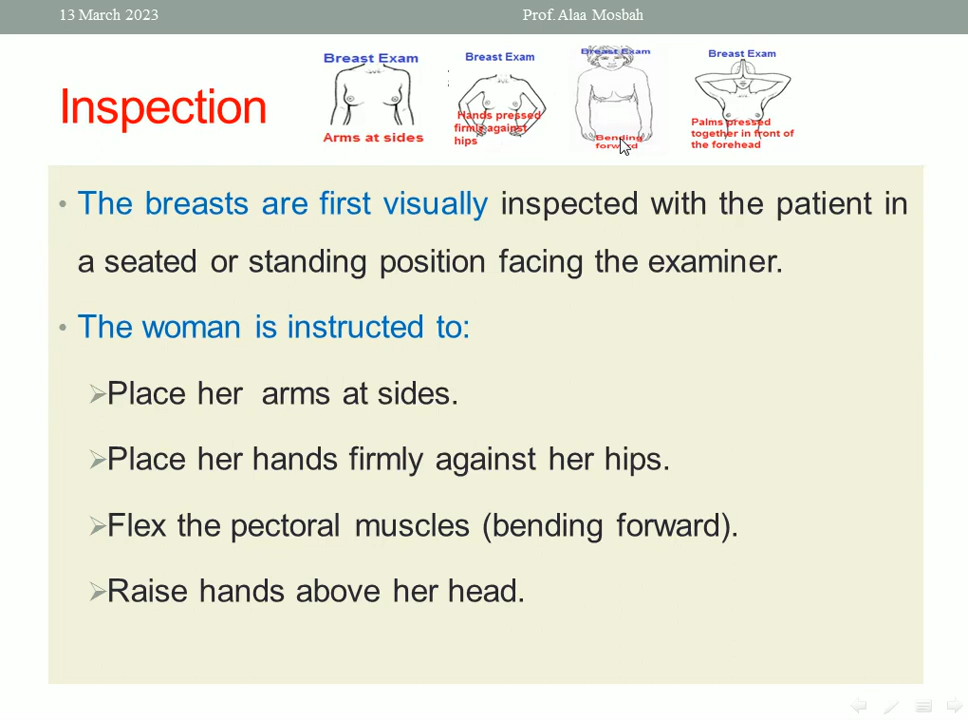 13 March 2023
Prof. Alaa Mosbah
Inspection
Breast Exam
Arms at sides
Breast Exam
Hands pressed
firmly against
hips
Breast Exam
Bending
forward
Breast Exam
Palms pressed
together in front of
the forehead
• The breasts are first visually inspected with the patient in
a seated or standing position facing the examiner.
• The woman is instructed to:
➢Place her arms at sides.
➢Place her hands firmly against her hips.
➢Flex the pectoral muscles (bending forward).
➢Raise hands above her head.